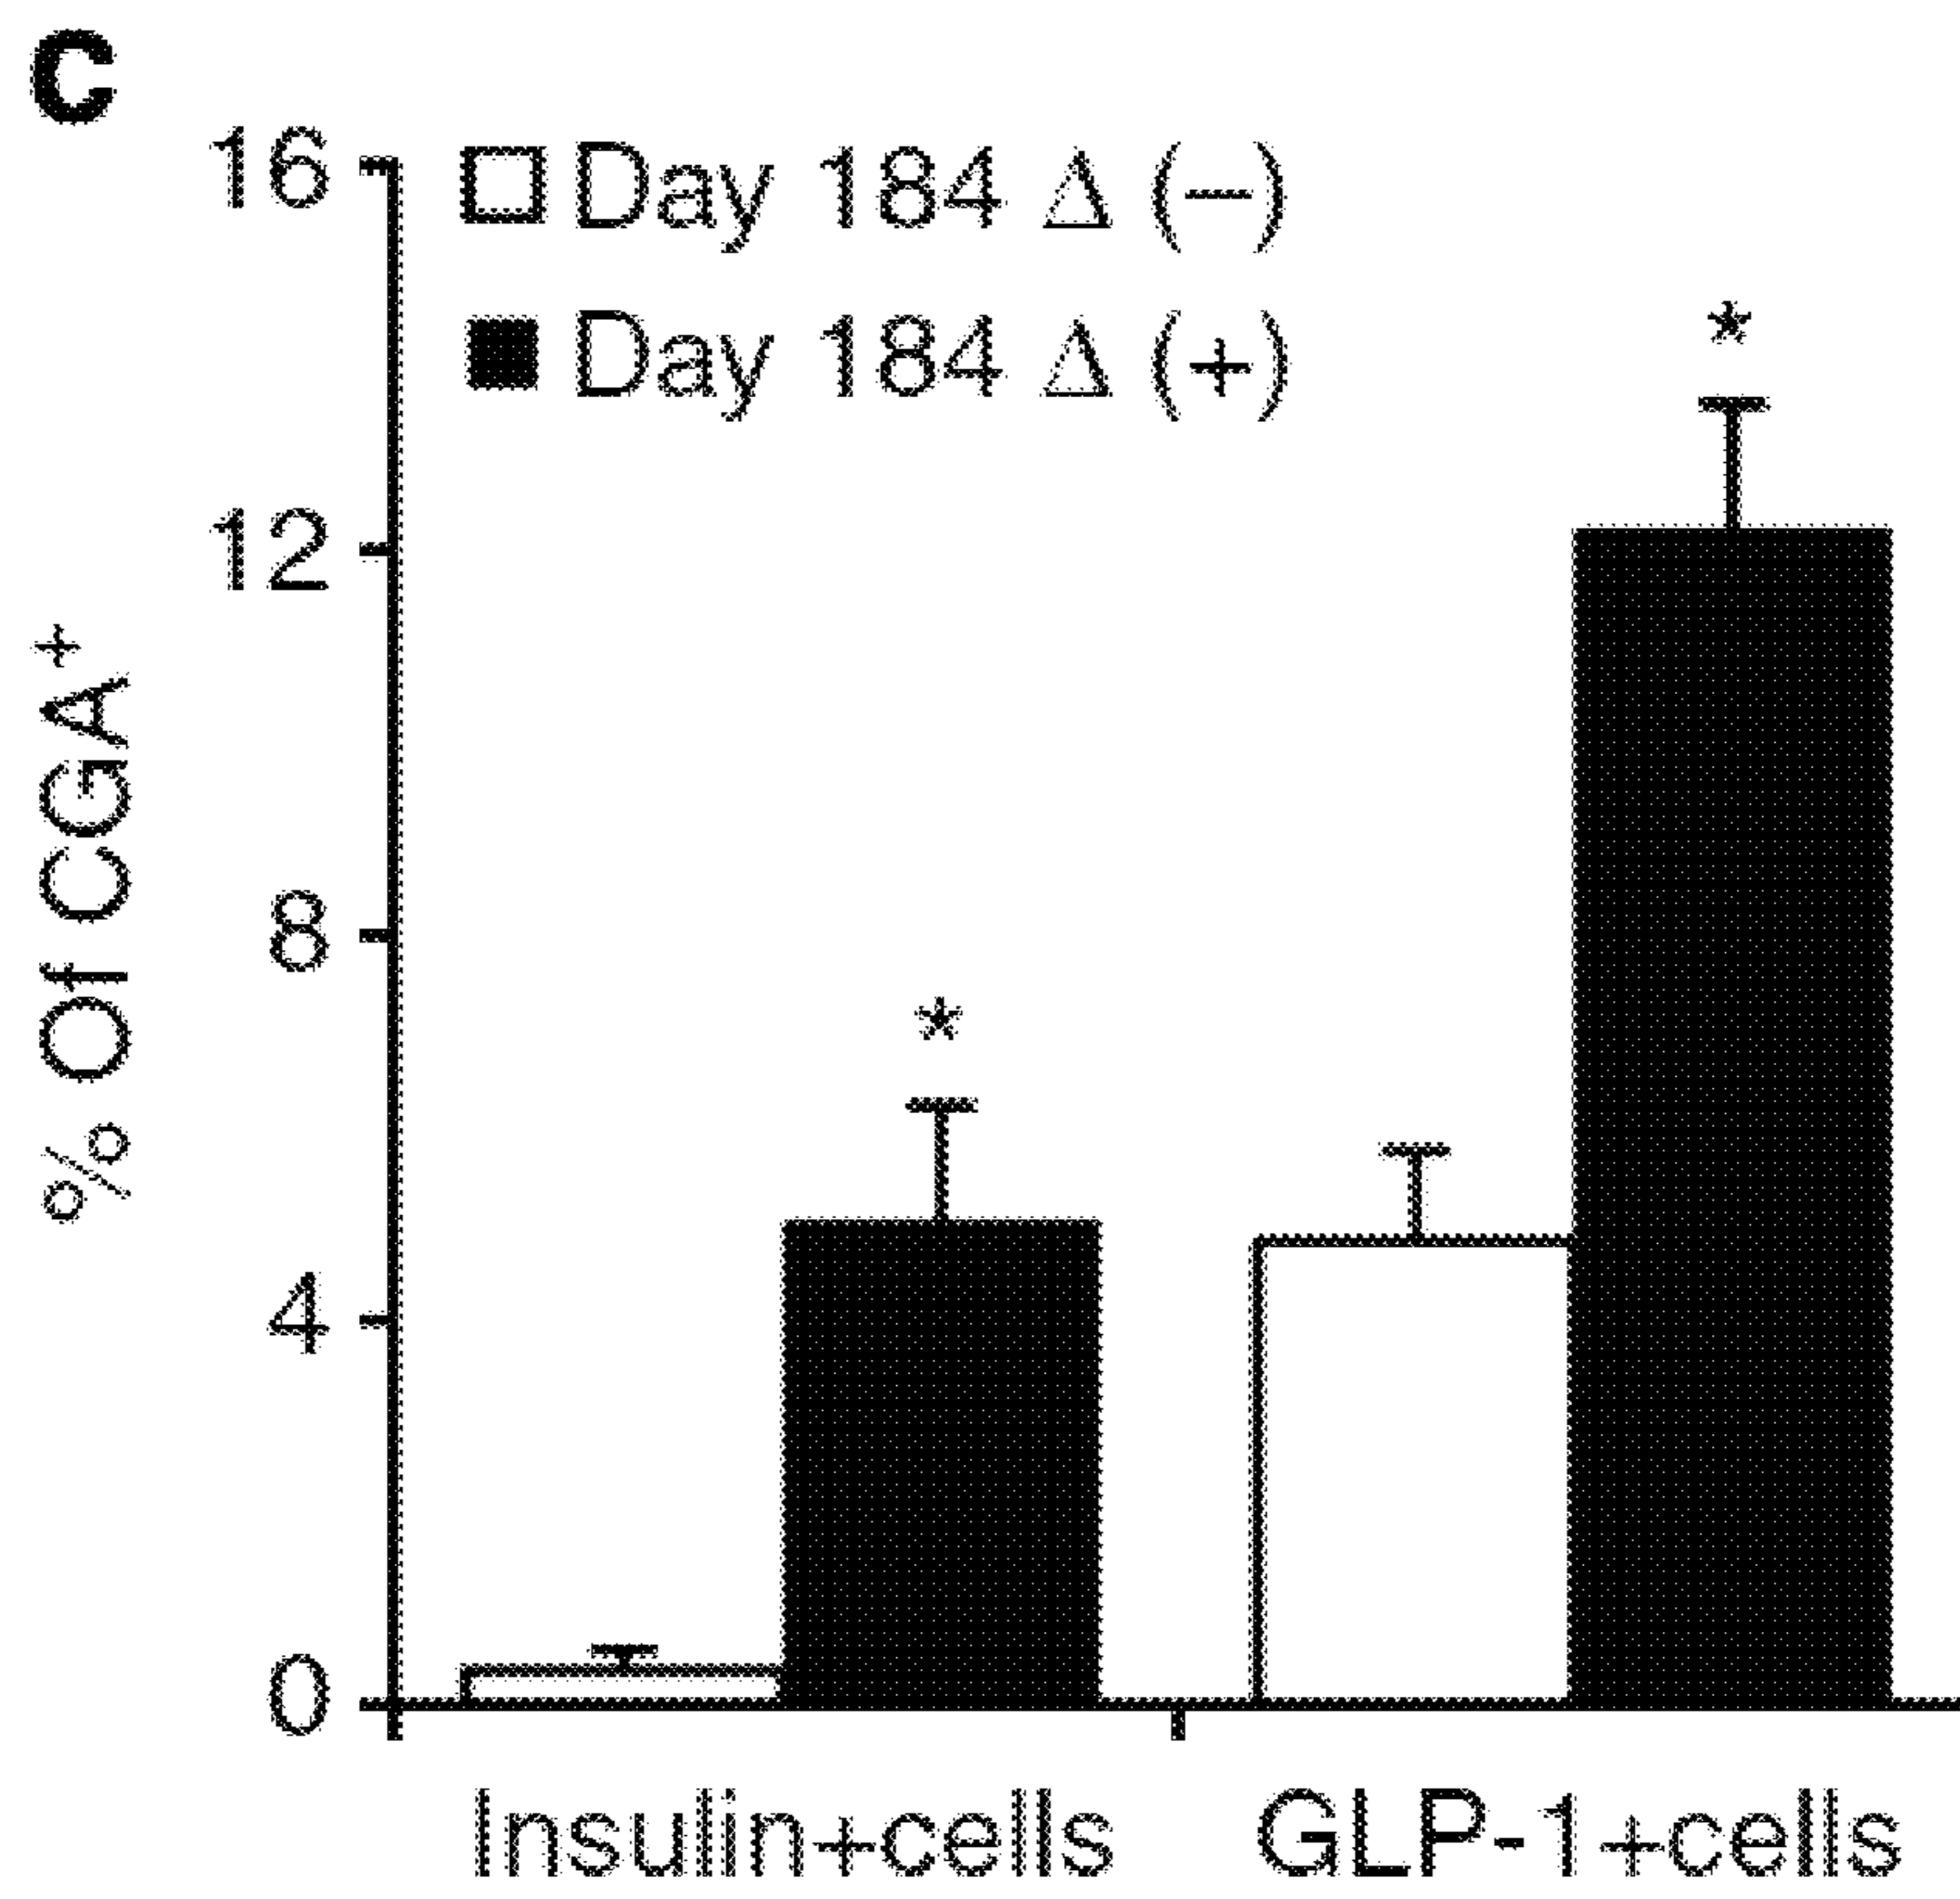 C
16
12
8
4
0
% Of CGA⁺
Day 184 Δ (−)
Day 184 Δ (+)
*
*
Insulin+cells
GLP-1+cells